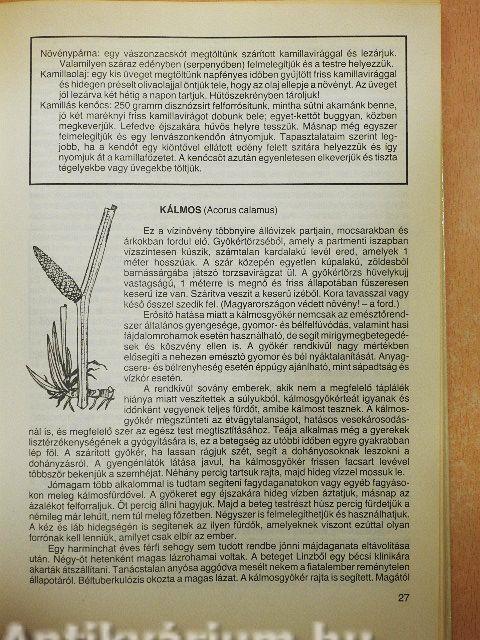 Növénypárna: egy vászonzacskót megtöltünk szárított kamillavirággal és lezárjuk.
Valamilyen száraz edényben (serpenyőben) felmelegítjük és a testre helyezzük.
Kamillaolaj: egy kis üveget megtöltünk napfényes időben gyűjtött friss kamillavirággal
és hidegen préselt olivaolajjal öntjük tele, hogy az olaj ellepje a növényt. Az üveget
jól lezárva két hétig a napon tartjuk. Hűtőszekrényben tároljuk!
Kamillás kenőcs: 250 gramm disznózsírt felforrósítunk, mintha sütni akarnánk benne,
jó két maréknyi friss kamillavirágot dobunk bele; egyet-kettőt buggyan, közben
megkeverjük. Lefedve éjszakára hűvös helyre tesszük. Másnap még egyszer
felmelegítjük és egy lenvászonkendőn átnyomjuk. Tapasztalataim szerint leg-
jobb, ha a kendőt egy kiöntővel ellátott edény felett szitára helyezzük és így
nyomjuk át a kamillafőzetet. A kenőcsöt azután egyenletesen elkeverjük és tiszta
tégelyekbe vagy üvegekbe töltjük.
KÁLMOS (Acorus calamus)
Ez a vízinövény többnyire állóvizek partjain, mocsarakban és
árkokban fordul elő. Gyökértörzséből, amely a partmenti iszapban
vízszintesen kúszik, számtalan kardalakú levél ered, amelyek 1
méter hosszúak. A szár közepén egyetlen kúpalakú, zöldesből
barnásságába játszó torzsavirágzat ül. A gyökértörzs hüvelykujj
vastagságú, 1 méterre is megnő és friss állapotában fűszeresen
keserű íze van. Szárítva veszít a keserű ízéből. Kora tavasszal vagy
késő ősszel szedik fel. (Magyarországon védett növény! – a ford.)
Erősítő hatása miatt a kálmosgyökér nemcsak az emésztőrend-
szer általános gyengesége, gyomor- és bélfelfúvódás, valamint hasi
fájdalomrohamok esetén használható, de segít mirigymegbetegedé-
sek és köszvény ellen is. A gyökér rendkívül nagy mértékben
elősegíti a nehezen emésztő gyomor és bél nyáktalanítását. Anyag-
csere- és bélrenyheség esetén éppúgy ajánlható, mint sápadtság és
vízkór esetén.
A rendkívül sovány emberek, akik nem a megfelelő táplálék
hiánya miatt veszítettek a súlyukból, kálmosgyökérteát igyanak és
időnként vegyenek teljes fürdőt, amibe kálmost tesznek. A kálmos-
gyökér megszünteti az étvágytalanságot, hatásos vesekárosodás-
nál is, és megfelelő szer az egész test megtisztításához. Teája alkalmas még a gyerekek
lisztérzékenységének a gyógyítására is, ez a betegség az utóbbi időben egyre gyakrabban
lép föl. A szárított gyökér, ha lassan rágjuk szét, segít a dohányosoknak leszokni a
dohányzásról. A gyengénlátók látása javul, ha kálmosgyökér frissen facsart levével
többször bekenjük a szemhéjat. Néhány percig tartsuk rajta, majd hideg vízzel mossuk le.
Jómagam több alkalommal is tudtam segíteni fagydaganatokon vagy egyéb fagyáso-
kon meleg kálmosfürdővel. A gyökeret egy éjszakára hideg vízben áztatjuk, másnap az
ázalékot felforraljuk. Öt percig állni hagyjuk. Majd a beteg testrészt húsz percig fürdetjük a
némileg már lehűlt, nem túl meleg főzetben. Négyszer is felmelegíthetjük és használhatjuk.
A kéz és láb hidegségén is segítenek az ilyen fürdők, amelyeknek viszont ezúttal olyan
forrónak kell lenniük, amilyet csak elbír az ember.
Egy harminchat éves férfi sehogy sem tudott rendbe jönni májdaganata eltávolítása
után. Négy-öt hetenként magas lázrohamai voltak. A beteget Linzből egy bécsi klinikára
akarták átszállítani. Tanácstalan anyósa aggódva mesélt nekem a fiatalember reménytelen
állapotáról. Béltuberkulózis okozta a magas lázat. A kálmosgyökér rajta is segített. Magától
27
Antikvárium.hu